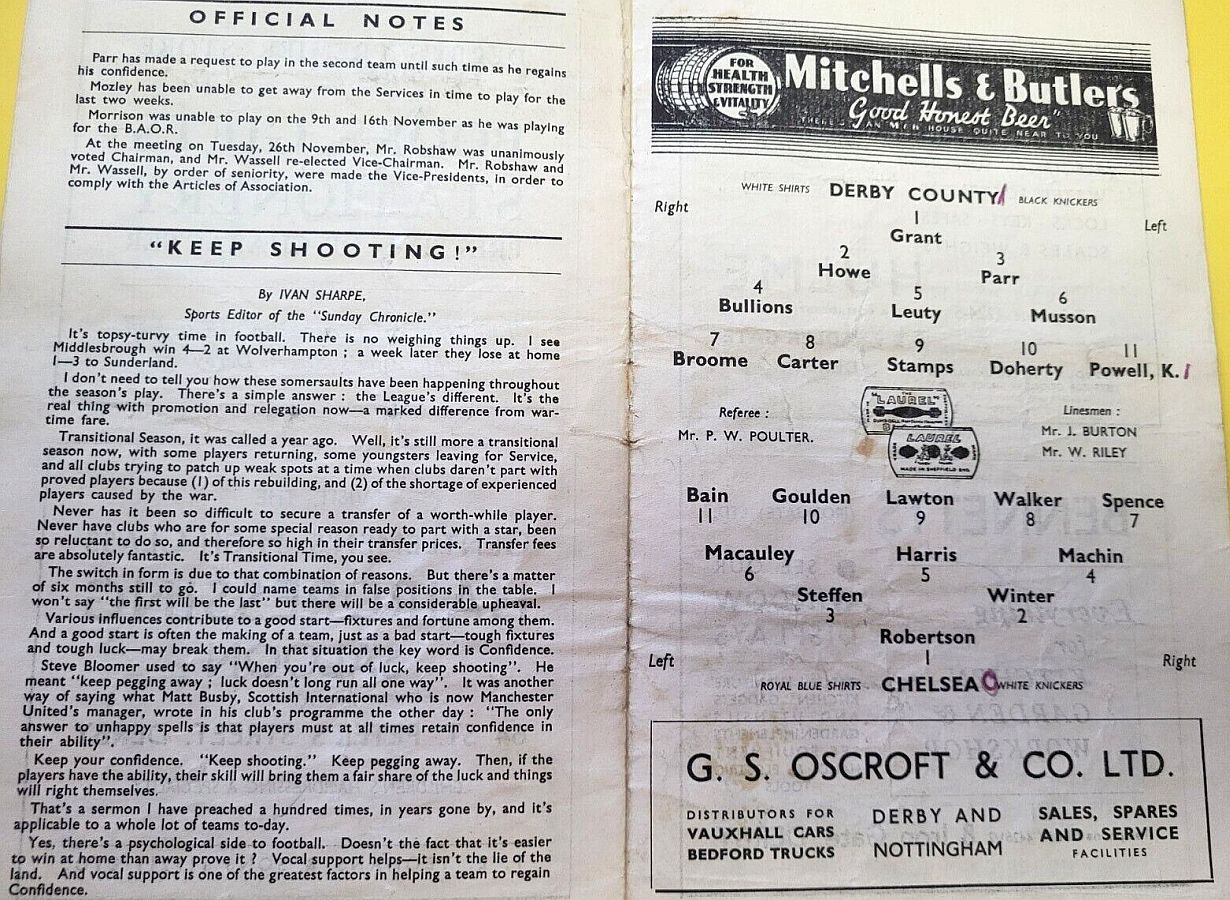 OFFICIAL NOTES
Parr has made a request to play in the second team until such time as he regains
his confidence.
Mozley has been unable to get away from the Services in time to play for the
last two weeks.
Morrison was unable to play on the 9th and 16th November as he was playing
for the B.A.O.R.
At the meeting on Tuesday, 26th November, Mr. Robshaw was unanimously
voted Chairman, and Mr. Wassell re-elected Vice-Chairman. Mr. Robshaw and
Mr. Wassell, by order of seniority, were made the Vice-Presidents, in order to
comply with the Articles of Association.
"KEEP SHOOTING!"
By IVAN SHARPE,
Sports Editor of the "Sunday Chronicle."
It's topsy-turvy time in football. There is no weighing things up. I see
Middlesbrough win 4—2 at Wolverhampton ; a week later they lose at home
1—3 to Sunderland.
I don't need to tell you how these somersaults have been happening throughout
the season's play. There's a simple answer : the League's different. It's the
real thing with promotion and relegation now—a marked difference from war-
time fare.
Transitional Season, it was called a year ago. Well, it's still more a transitional
season now, with some players returning, some youngsters leaving for Service,
and all clubs trying to patch up weak spots at a time when clubs daren't part with
proved players because (1) of this rebuilding, and (2) of the shortage of experienced
players caused by the war.
Never has it been so difficult to secure a transfer of a worth-while player.
Never have clubs who are for some special reason ready to part with a star, been
so reluctant to do so, and therefore so high in their transfer prices. Transfer fees
are absolutely fantastic. It's Transitional Time, you see.
The switch in form is due to that combination of reasons. But there's a matter
of six months still to go. I could name teams in false positions in the table. I
won't say "the first will be the last" but there will be a considerable upheaval.
Various influences contribute to a good start—fixtures and fortune among them.
And a good start is often the making of a team, just as a bad start—tough fixtures
and tough luck—may break them. In that situation the key word is Confidence.
Steve Bloomer used to say "When you're out of luck, keep shooting". He
meant "keep pegging away ; luck doesn't long run all one way". It was another
way of saying what Matt Busby, Scottish International who is now Manchester
United's manager, wrote in his club's programme the other day : "The only
answer to unhappy spells is that players must at all times retain confidence in
their ability".
Keep your confidence. "Keep shooting." Keep pegging away. Then, if the
players have the ability, their skill will bring them a fair share of the luck and things
will right themselves.
That's a sermon I have preached a hundred times, in years gone by, and it's
applicable to a whole lot of teams to-day.
Yes, there's a psychological side to football. Doesn't the fact that it's easier
to win at home than away prove it ? Vocal support helps—it isn't the lie of the
land. And vocal support is one of the greatest factors in helping a team to regain
Confidence.
FOR
HEALTH
STRENGTH
& VITALITY
Mitchells & Butlers
"Good Honest Beer"
THERE'S AN M&B HOUSE QUITE NEAR TO YOU
WHITE SHIRTS DERBY COUNTY 1 BLACK KNICKERS
Right
Left
1
Grant
2 3
Howe Parr
4 5 6
Bullions Leuty Musson
7 8 9 10 11
Broome Carter Stamps Doherty Powell, K. 1
Referee :
Mr. P. W. POULTER.
"LAUREL"
LAUREL
MADE IN SHEFFIELD ENG.
Linesmen :
Mr. J. BURTON
Mr. W. RILEY
Bain Goulden Lawton Walker Spence
11 10 9 8 7
Macauley Harris Machin
6 5 4
Steffen Winter
3 2
Robertson
1
Left
Right
ROYAL BLUE SHIRTS CHELSEA 0 WHITE KNICKERS
G. S. OSCROFT & CO. LTD.
DISTRIBUTORS FOR
VAUXHALL CARS
BEDFORD TRUCKS
DERBY AND
NOTTINGHAM
SALES, SPARES
AND SERVICE
FACILITIES